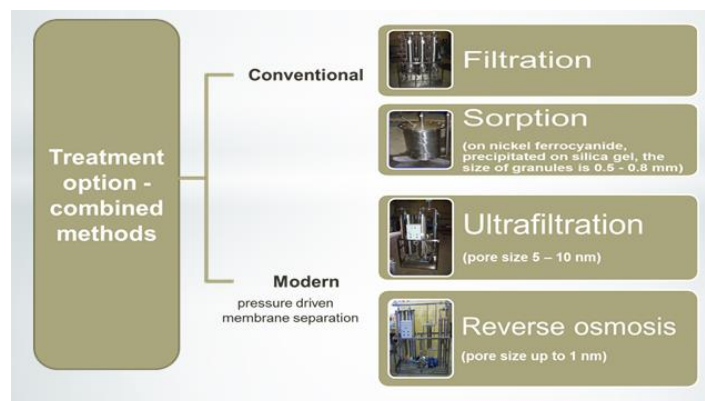 Treatment
option -
combined
methods
Conventional
Filtration
Sorption
(on nickel ferrocyanide,
precipitated on silica gel, the
size of granules is 0.5 - 0.8 mm)
Modern
pressure driven
membrane separation
Ultrafiltration
(pore size 5 – 10 nm)
Reverse osmosis
(pore size up to 1 nm)